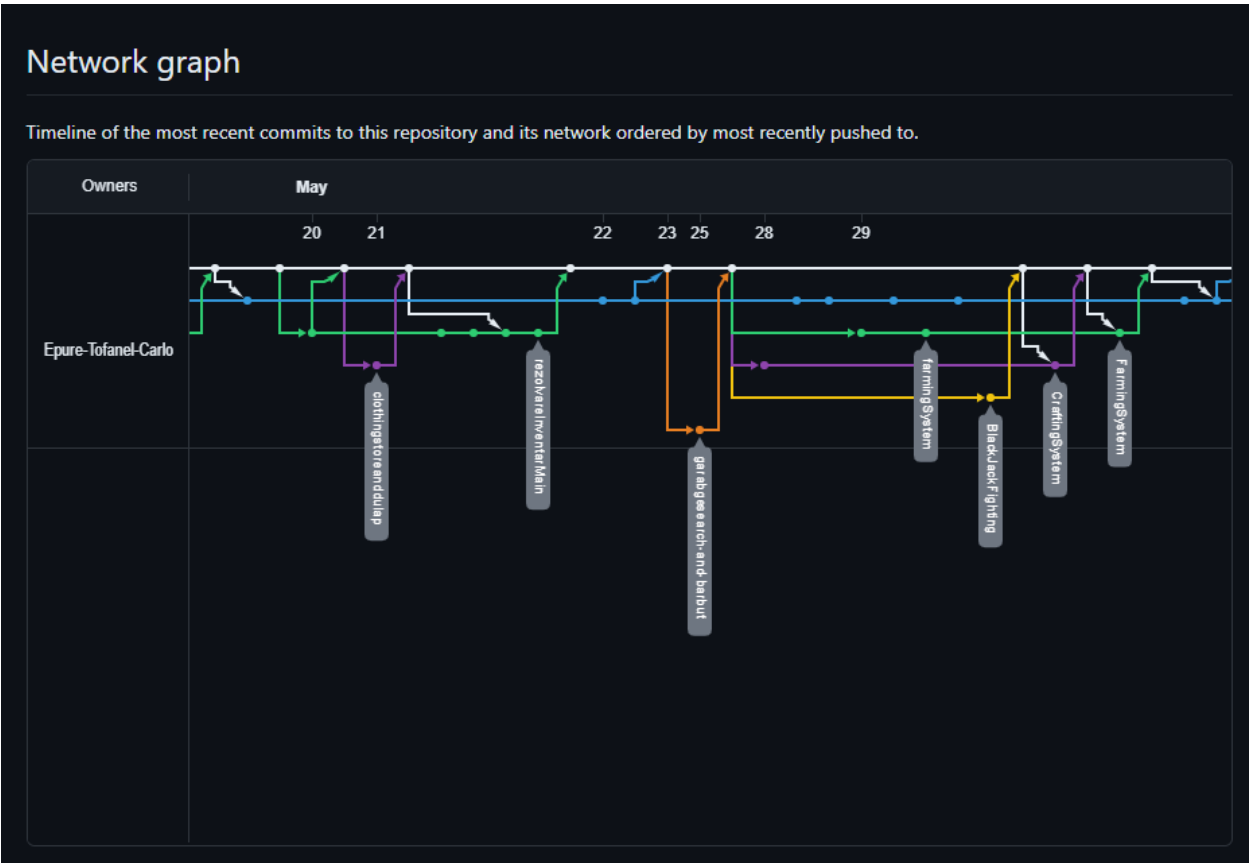 Network graph
Timeline of the most recent commits to this repository and its network ordered by most recently pushed to.
Owners
May
20
21
22
23
25
28
29
Epure-Tofanel-Carlo
clothingstoreanddulap
rezolvareInventarMain
garabgesearch-and-barbut
farmingSystem
BlackJackFighting
CraftingSystem
FarmingSystem